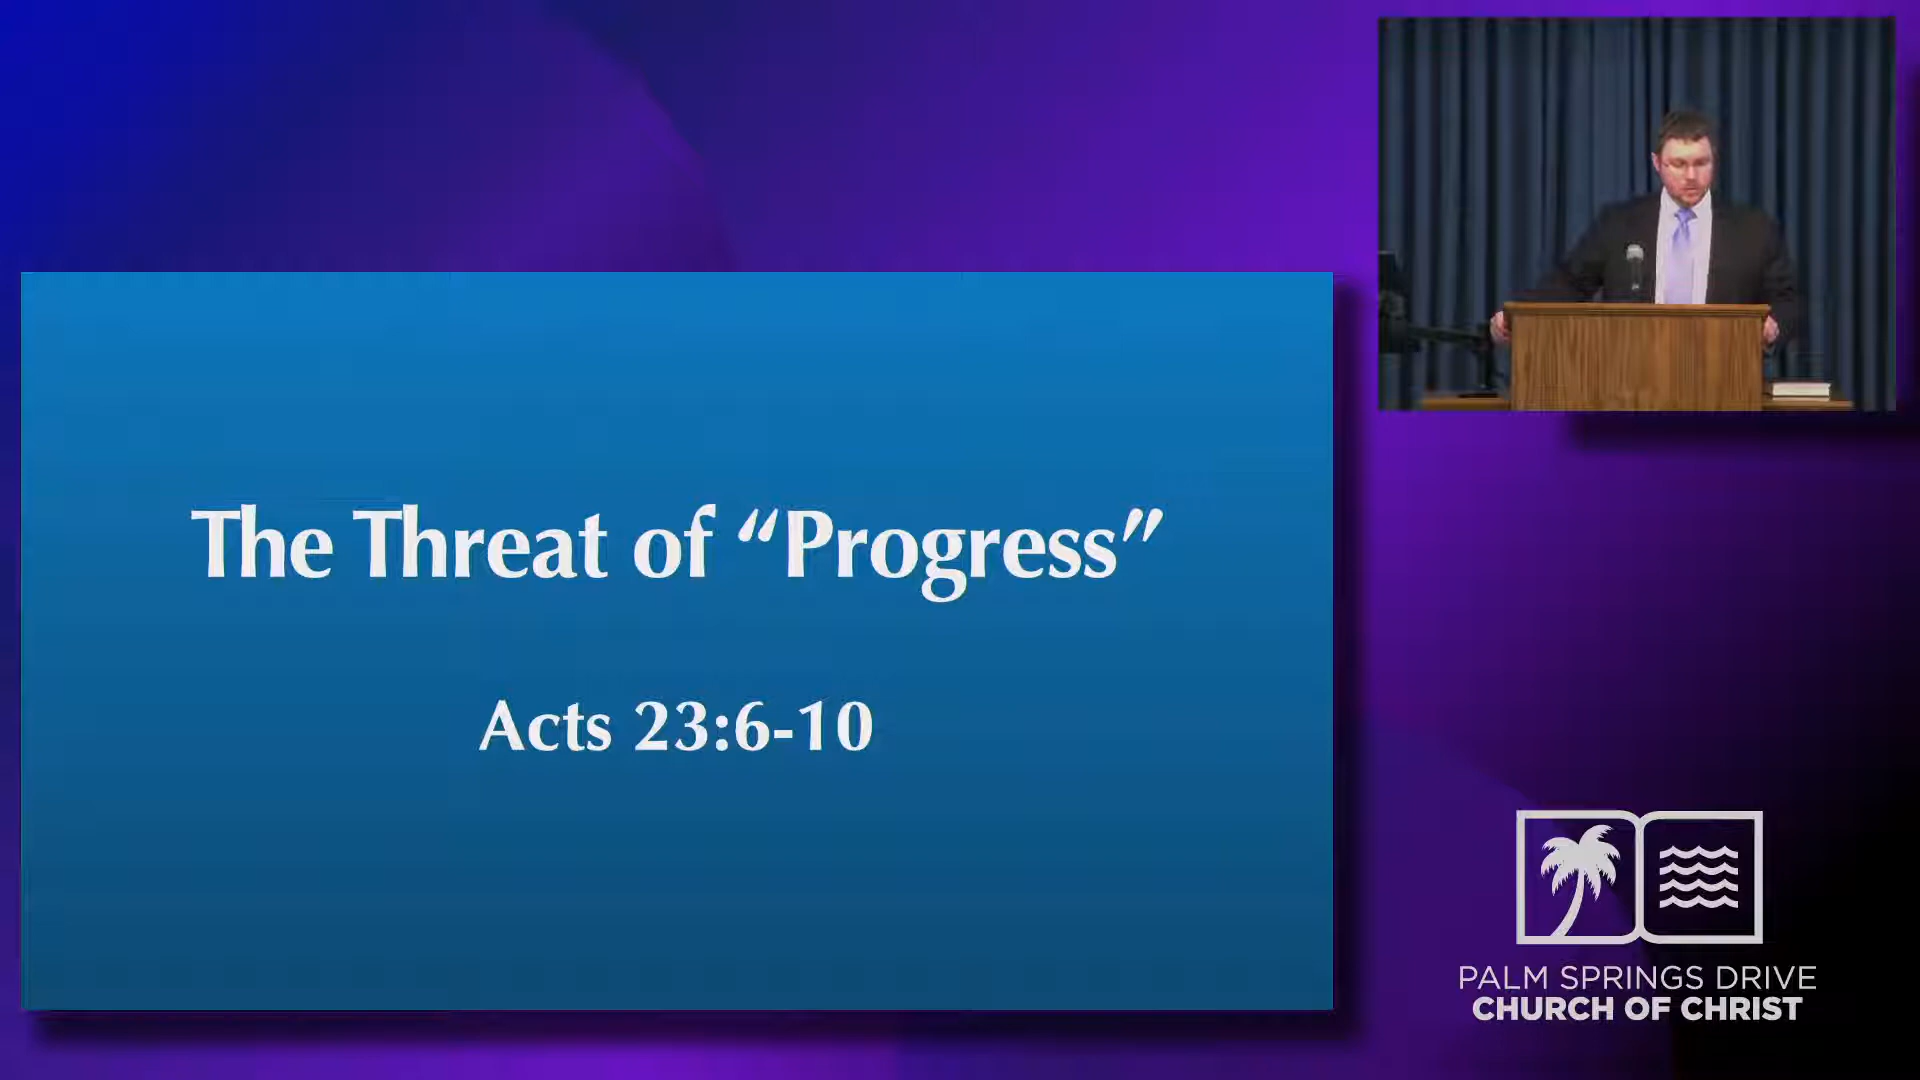 The Threat of “Progress”
Acts 23:6-10
PALM SPRINGS DRIVE
CHURCH OF CHRIST